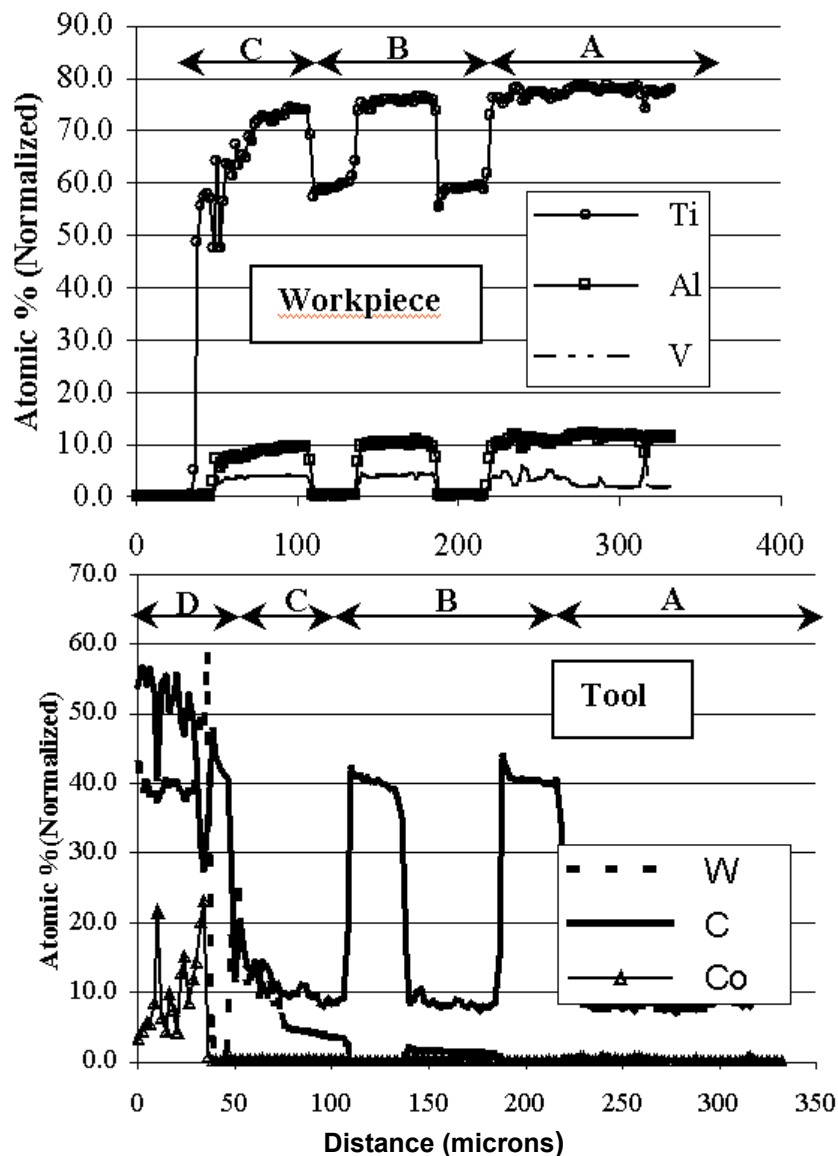 90.0
80.0
70.0
60.0
50.0
40.0
30.0
20.0
10.0
0.0
Atomic % (Normalized)
C B A
Workpiece
Ti
Al
V
0 100 200 300 400
70.0
60.0
50.0
40.0
30.0
20.0
10.0
0.0
Atomic %(Normalized)
D C B A
Tool
W
C
Co
0 50 100 150 200 250 300 350
Distance (microns)